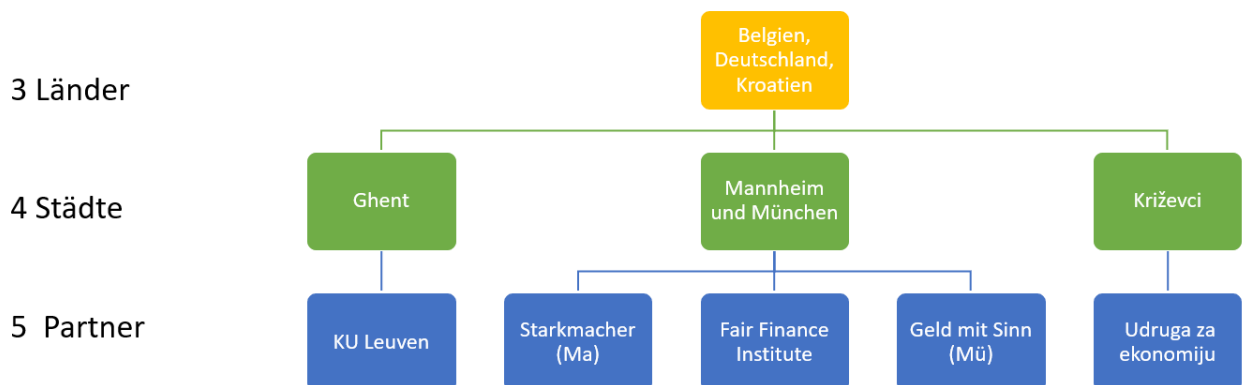 Belgien,
Deutschland,
Kroatien
3 Länder
4 Städte
Ghent
Mannheim
und München
Križevci
5  Partner
KU Leuven
Starkmacher
(Ma)
Fair Finance
Institute
Geld mit Sinn
(Mü)
Udruga za
ekonomiju